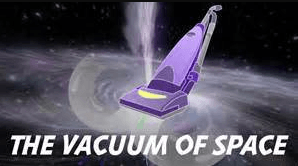 THE VACUUM OF SPACE